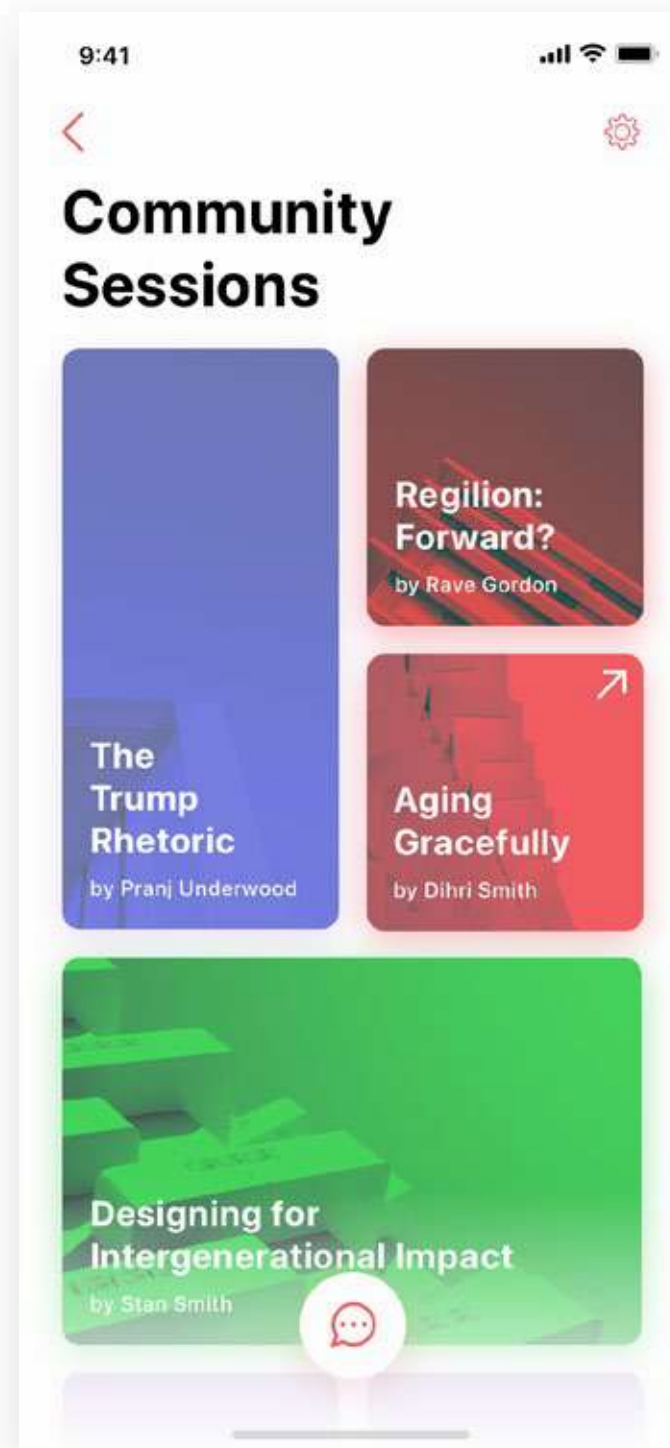 9:41
Community
Sessions
The
Trump
Rhetoric
by Pranj Underwood
Regilion:
Forward?
by Rave Gordon
Aging
Gracefully
by Dihri Smith
Designing for
Intergenerational Impact
by Stan Smith